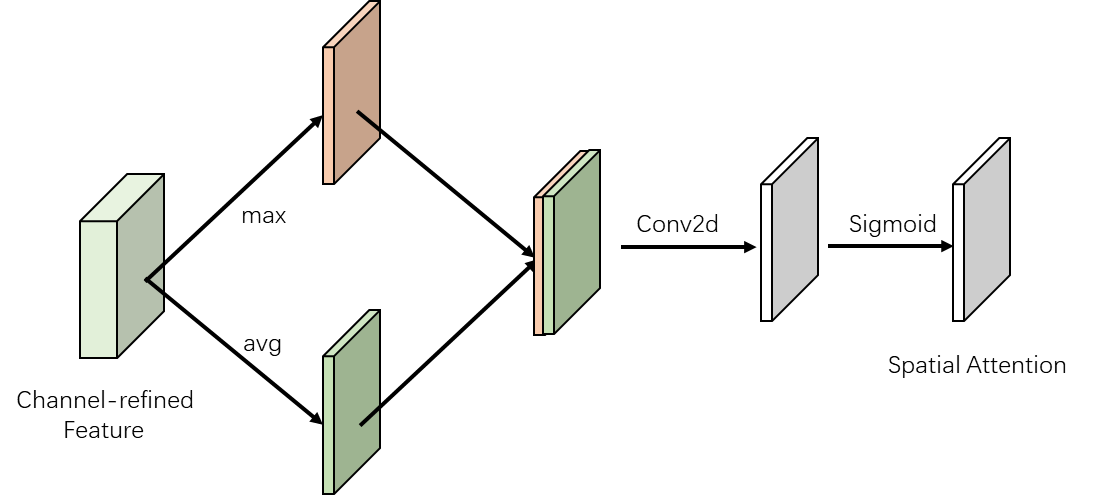 max
avg
Channel-refined
Feature
Conv2d
Sigmoid
Spatial Attention